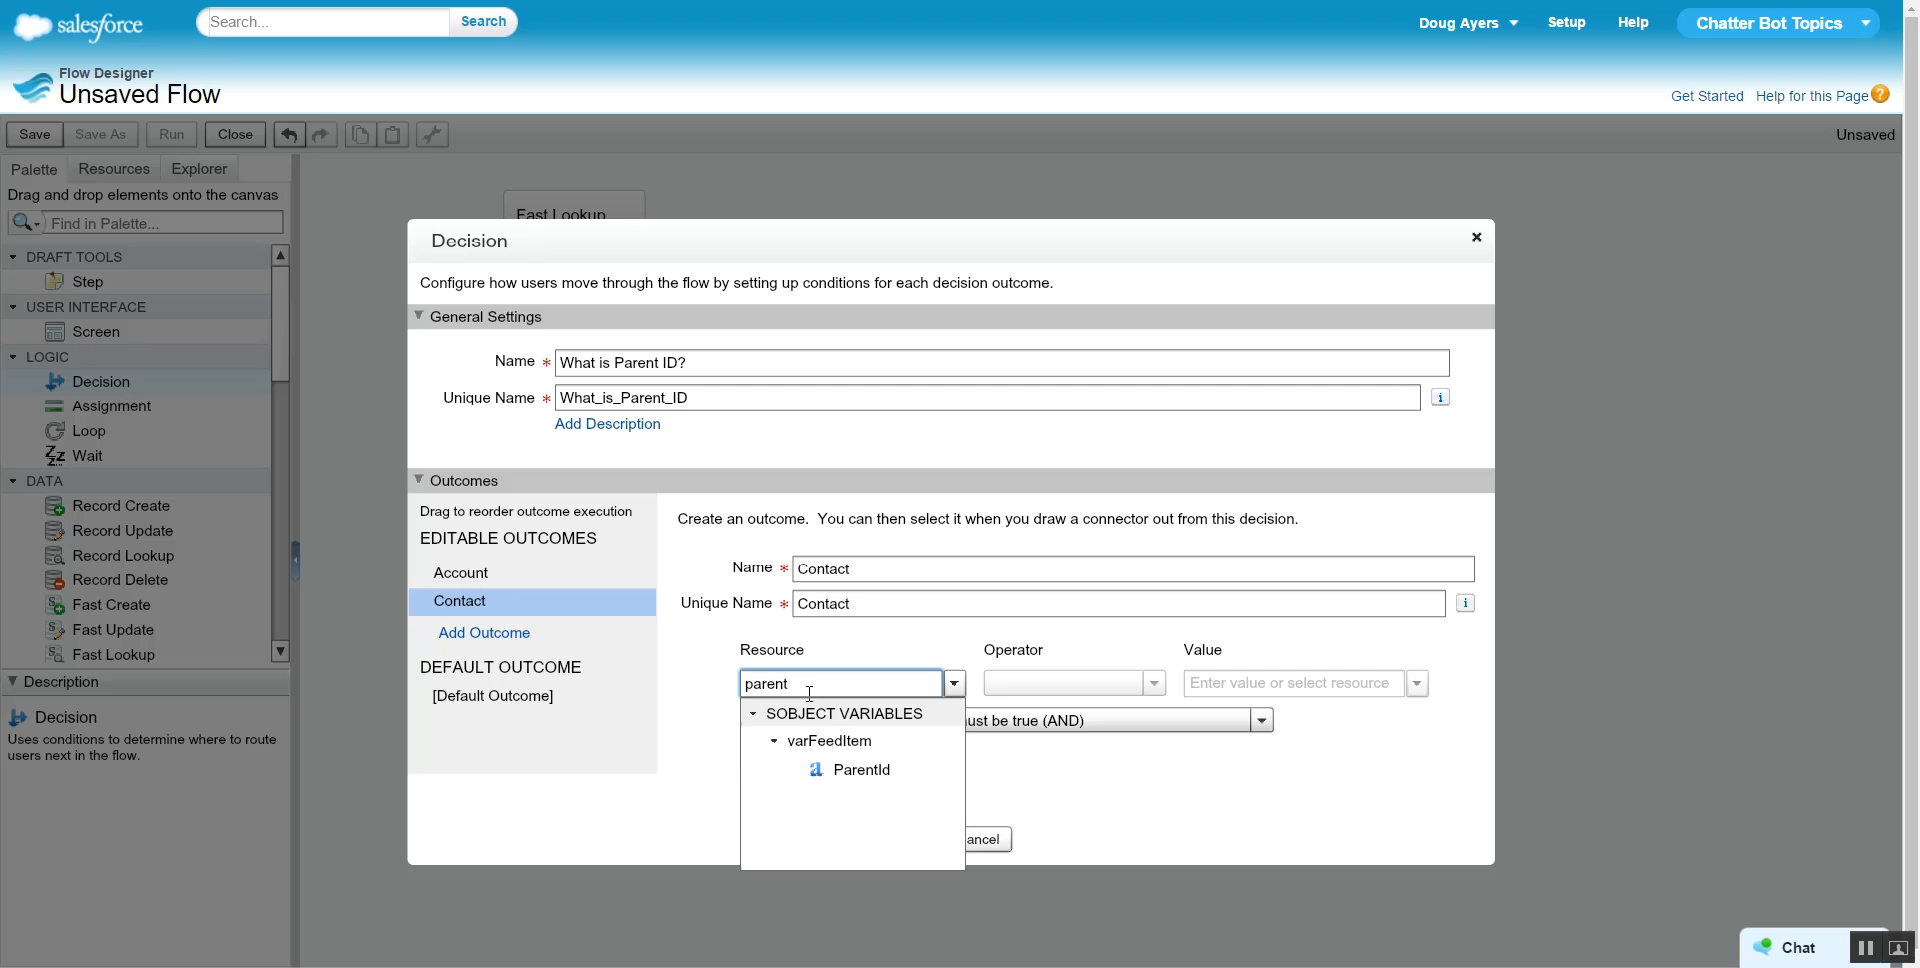 salesforce
Search...
Search
Doug Ayers
Setup
Help
Chatter Bot Topics
Flow Designer
Unsaved Flow
Get Started
Help for this Page
Save
Save As
Run
Close
Unsaved
Palette
Resources
Explorer
Drag and drop elements onto the canvas
Find in Palette...
DRAFT TOOLS
Step
USER INTERFACE
Screen
LOGIC
Decision
Assignment
Loop
Wait
DATA
Record Create
Record Update
Record Lookup
Record Delete
Fast Create
Fast Update
Fast Lookup
Description
Decision
Uses conditions to determine where to route
users next in the flow.
Fast Lookup
Decision
Configure how users move through the flow by setting up conditions for each decision outcome.
General Settings
Name * What is Parent ID?
Unique Name * What_is_Parent_ID
Add Description
Outcomes
Drag to reorder outcome execution
EDITABLE OUTCOMES
Account
Contact
Add Outcome
DEFAULT OUTCOME
[Default Outcome]
Create an outcome. You can then select it when you draw a connector out from this decision.
Name * Contact
Unique Name * Contact
Resource
Operator
Value
parent
Enter value or select resource
SOBJECT VARIABLES
varFeedItem
ParentId
ust be true (AND)
ancel
Chat